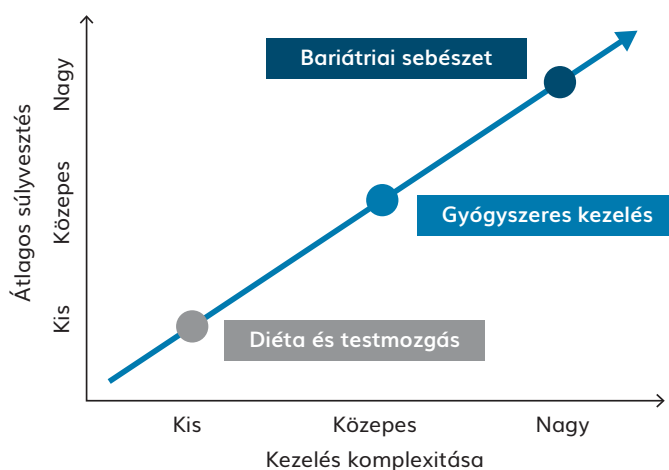 Bariátriai sebészet
Gyógyszeres kezelés
Diéta és testmozgás
Átlagos súlyvesztés
Nagy
Közepes
Kis
Kis
Közepes
Nagy
Kezelés komplexitása